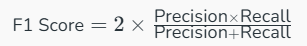 F1 Score = 2 × Precision×Recall / Precision+Recall